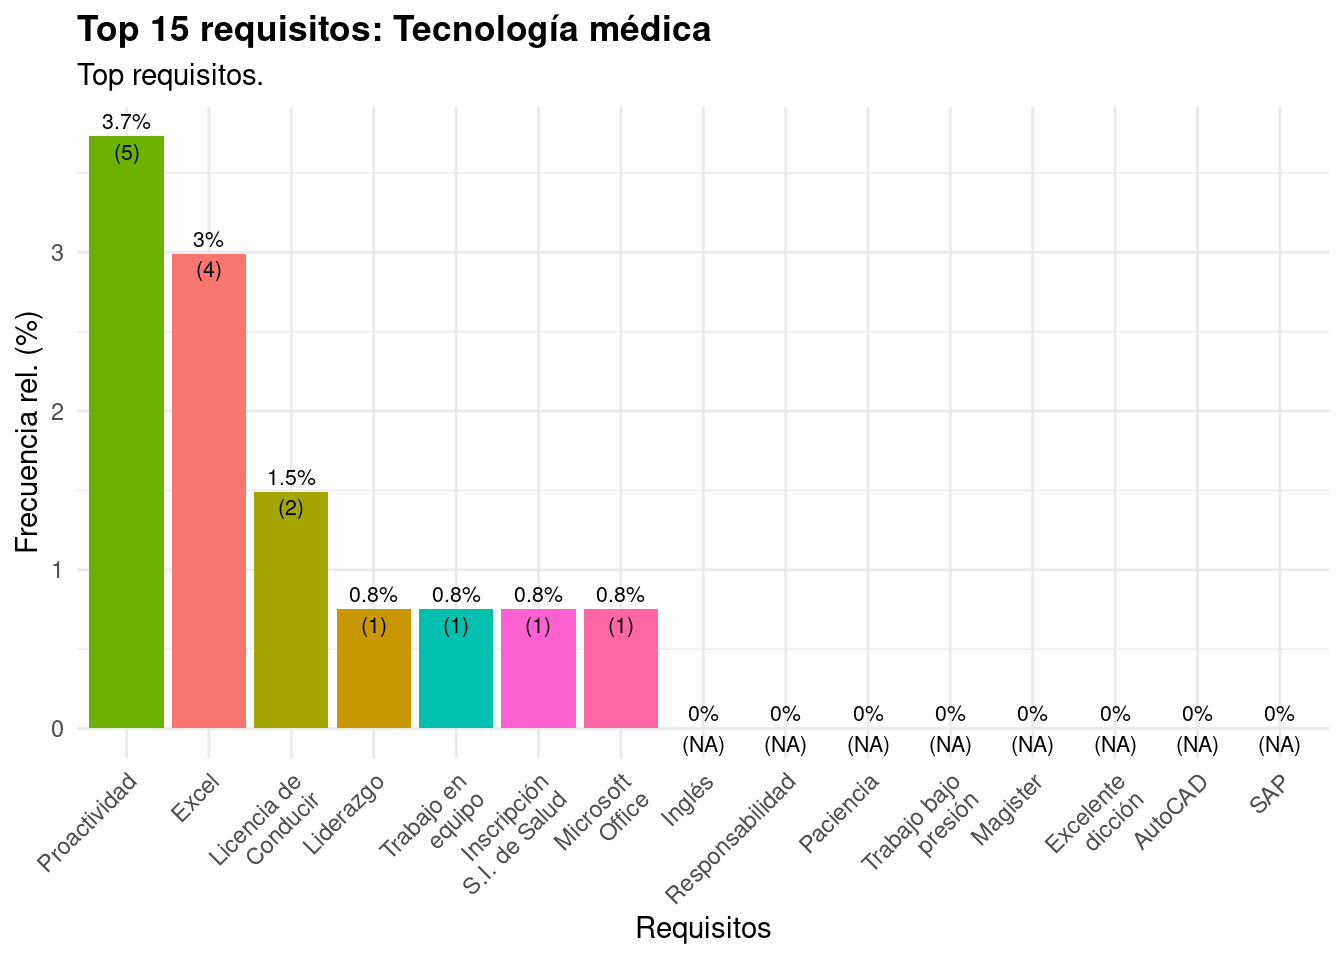 Top 15 requisitos: Tecnología médica
Top requisitos.
3.7%
(5)
3%
(4)
1.5%
(2)
0.8%
(1)
0.8%
(1)
0.8%
(1)
0.8%
(1)
0%
(NA)
0%
(NA)
0%
(NA)
0%
(NA)
0%
(NA)
0%
(NA)
0%
(NA)
0%
(NA)
Frecuencia rel. (%)
3
2
1
0
Proactividad
Excel
Licencia de
Conducir
Liderazgo
Trabajo en
equipo
Inscripción
S.I. de Salud
Microsoft
Office
Inglés
Responsabilidad
Paciencia
Trabajo bajo
presión
Magister
Excelente
dicción
AutoCAD
SAP
Requisitos